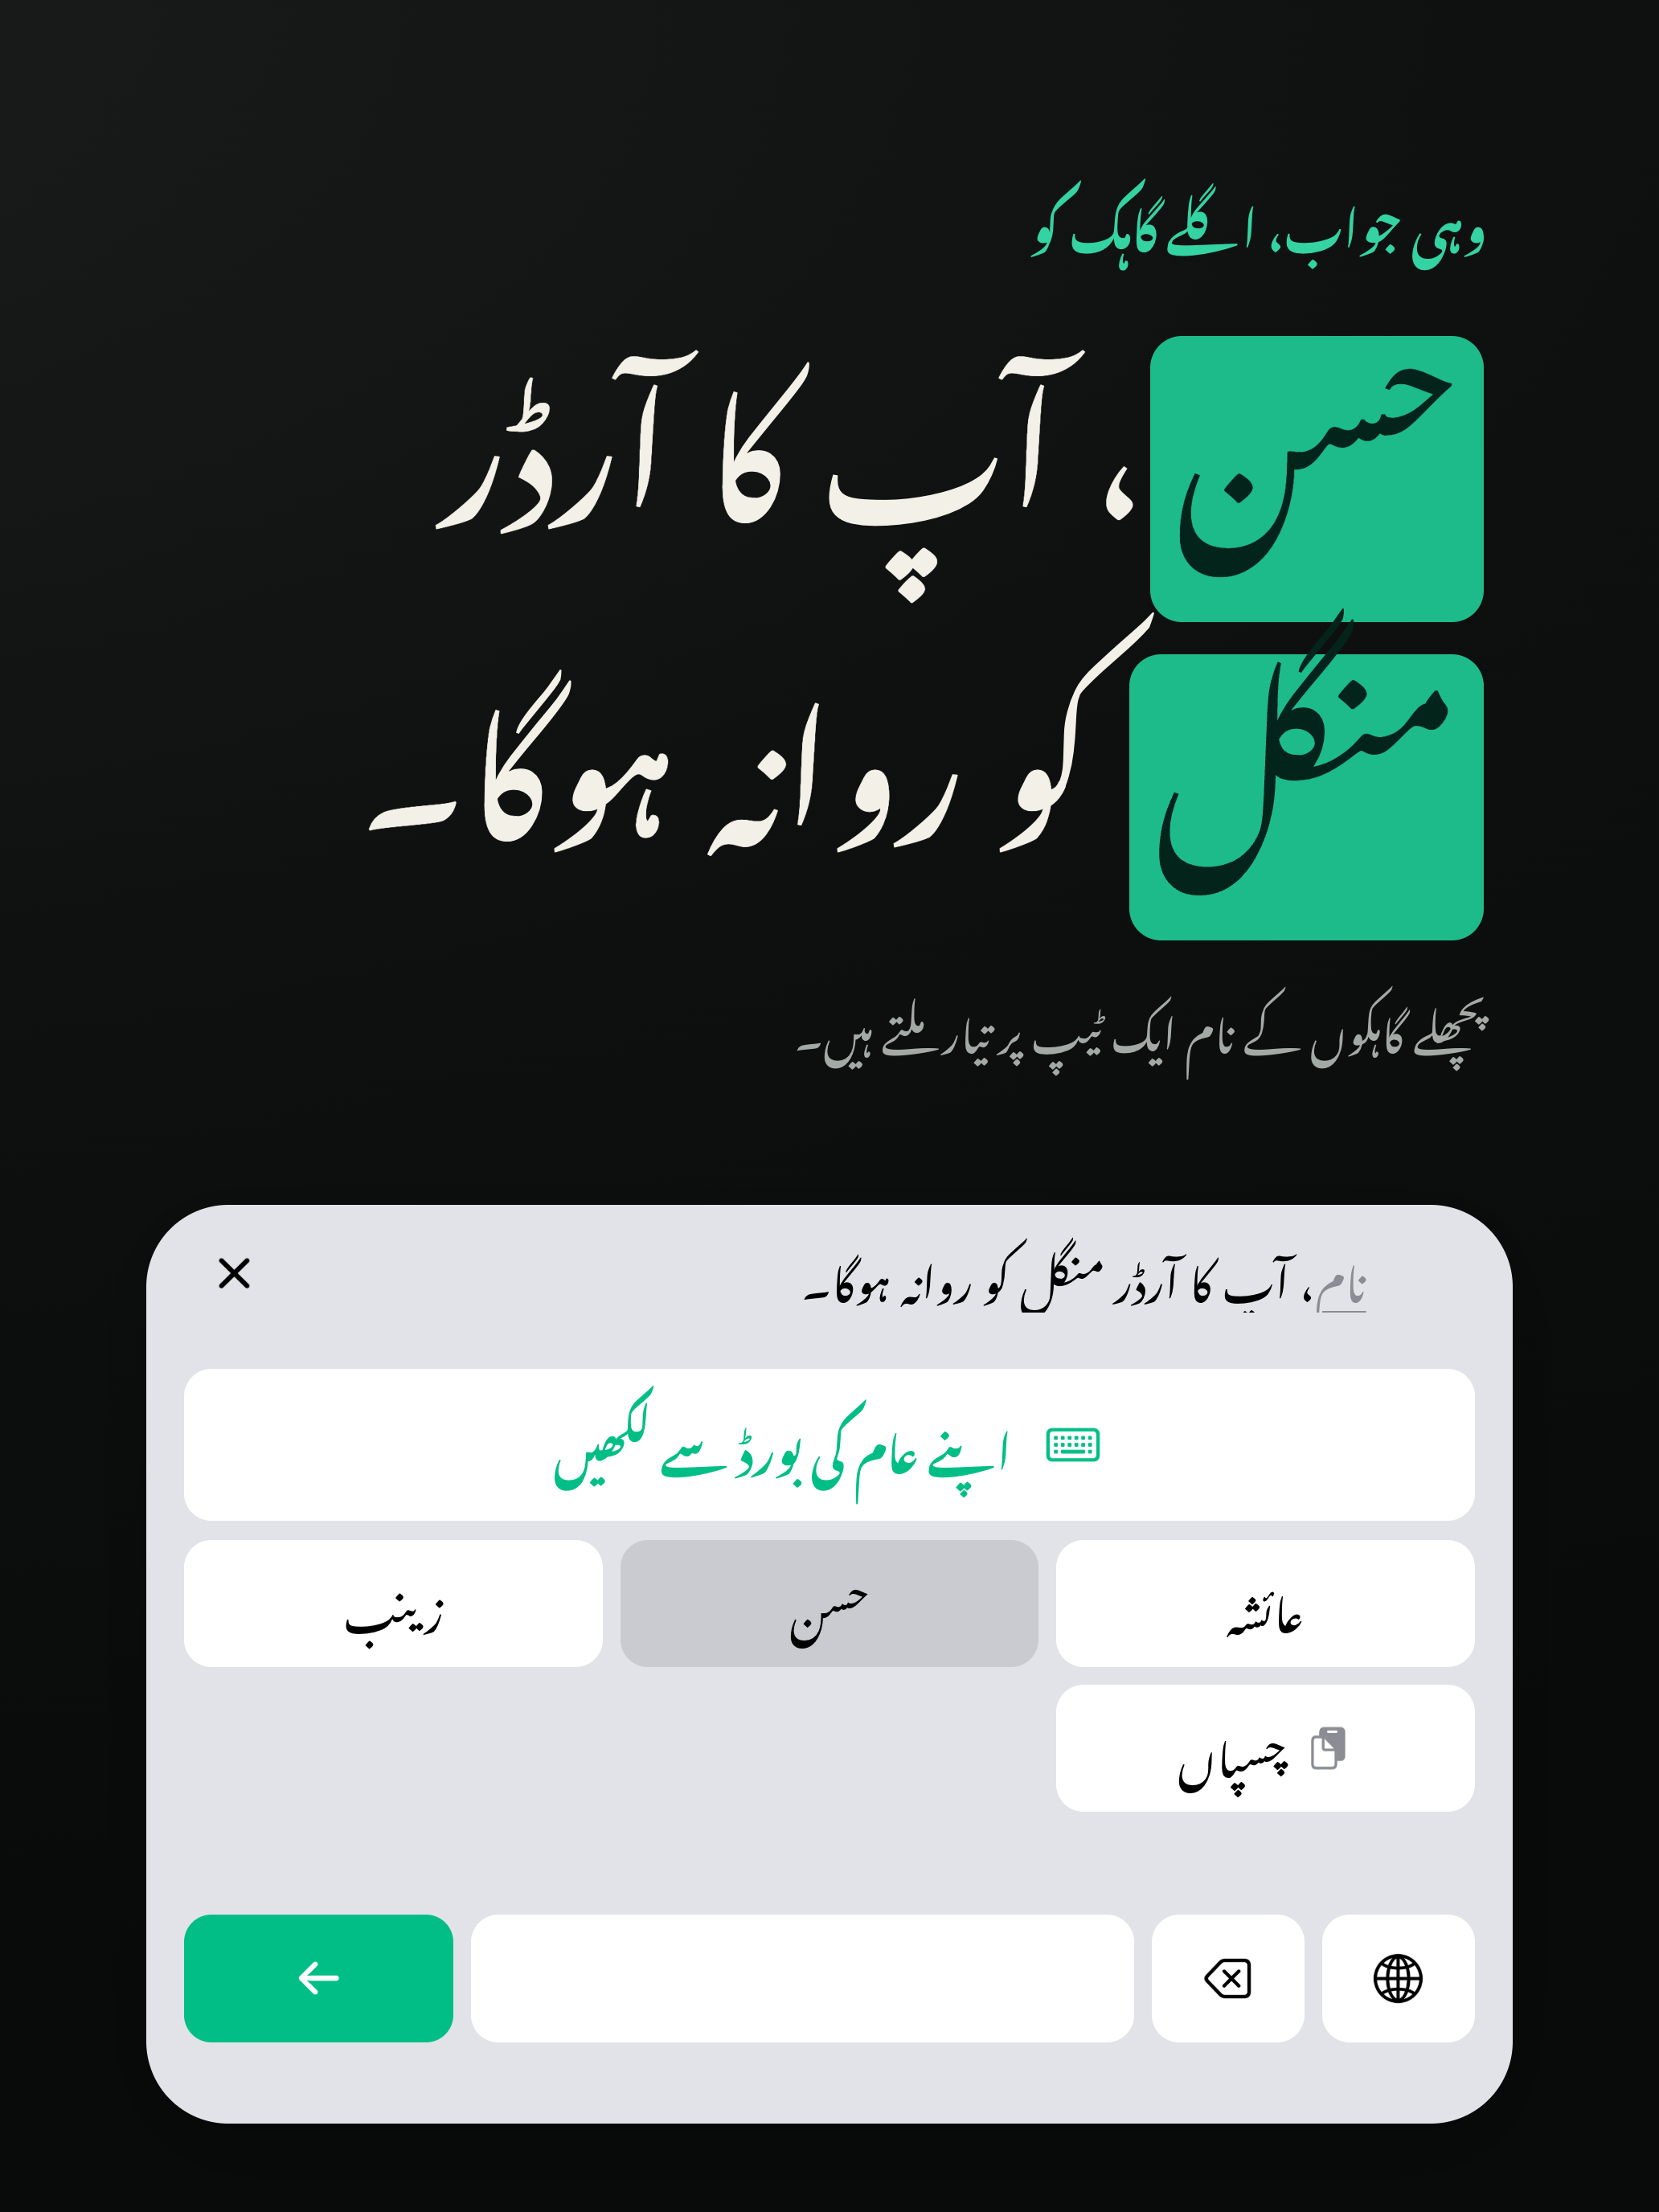 وہی جواب، اگلے گاہک کو
حسن، آپ کا آرڈر
منگل کو روانہ ہوگا۔
پچھلے گاہکوں کے نام ایک ٹیپ پر تیار ملتے ہیں۔
نام، آپ کا آرڈر منگل کو روانہ ہوگا۔
اپنے عام کی بورڈ سے لکھیں
عائشہ
حسن
زینب
چسپاں